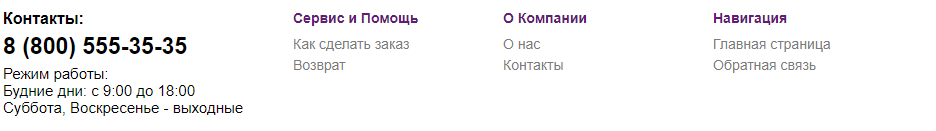 Контакты:
8 (800) 555-35-35
Режим работы:
Будние дни: с 9:00 до 18:00
Суббота, Воскресенье - выходные
Сервис и Помощь
Как сделать заказ
Возврат
О Компании
О нас
Контакты
Навигация
Главная страница
Обратная связь